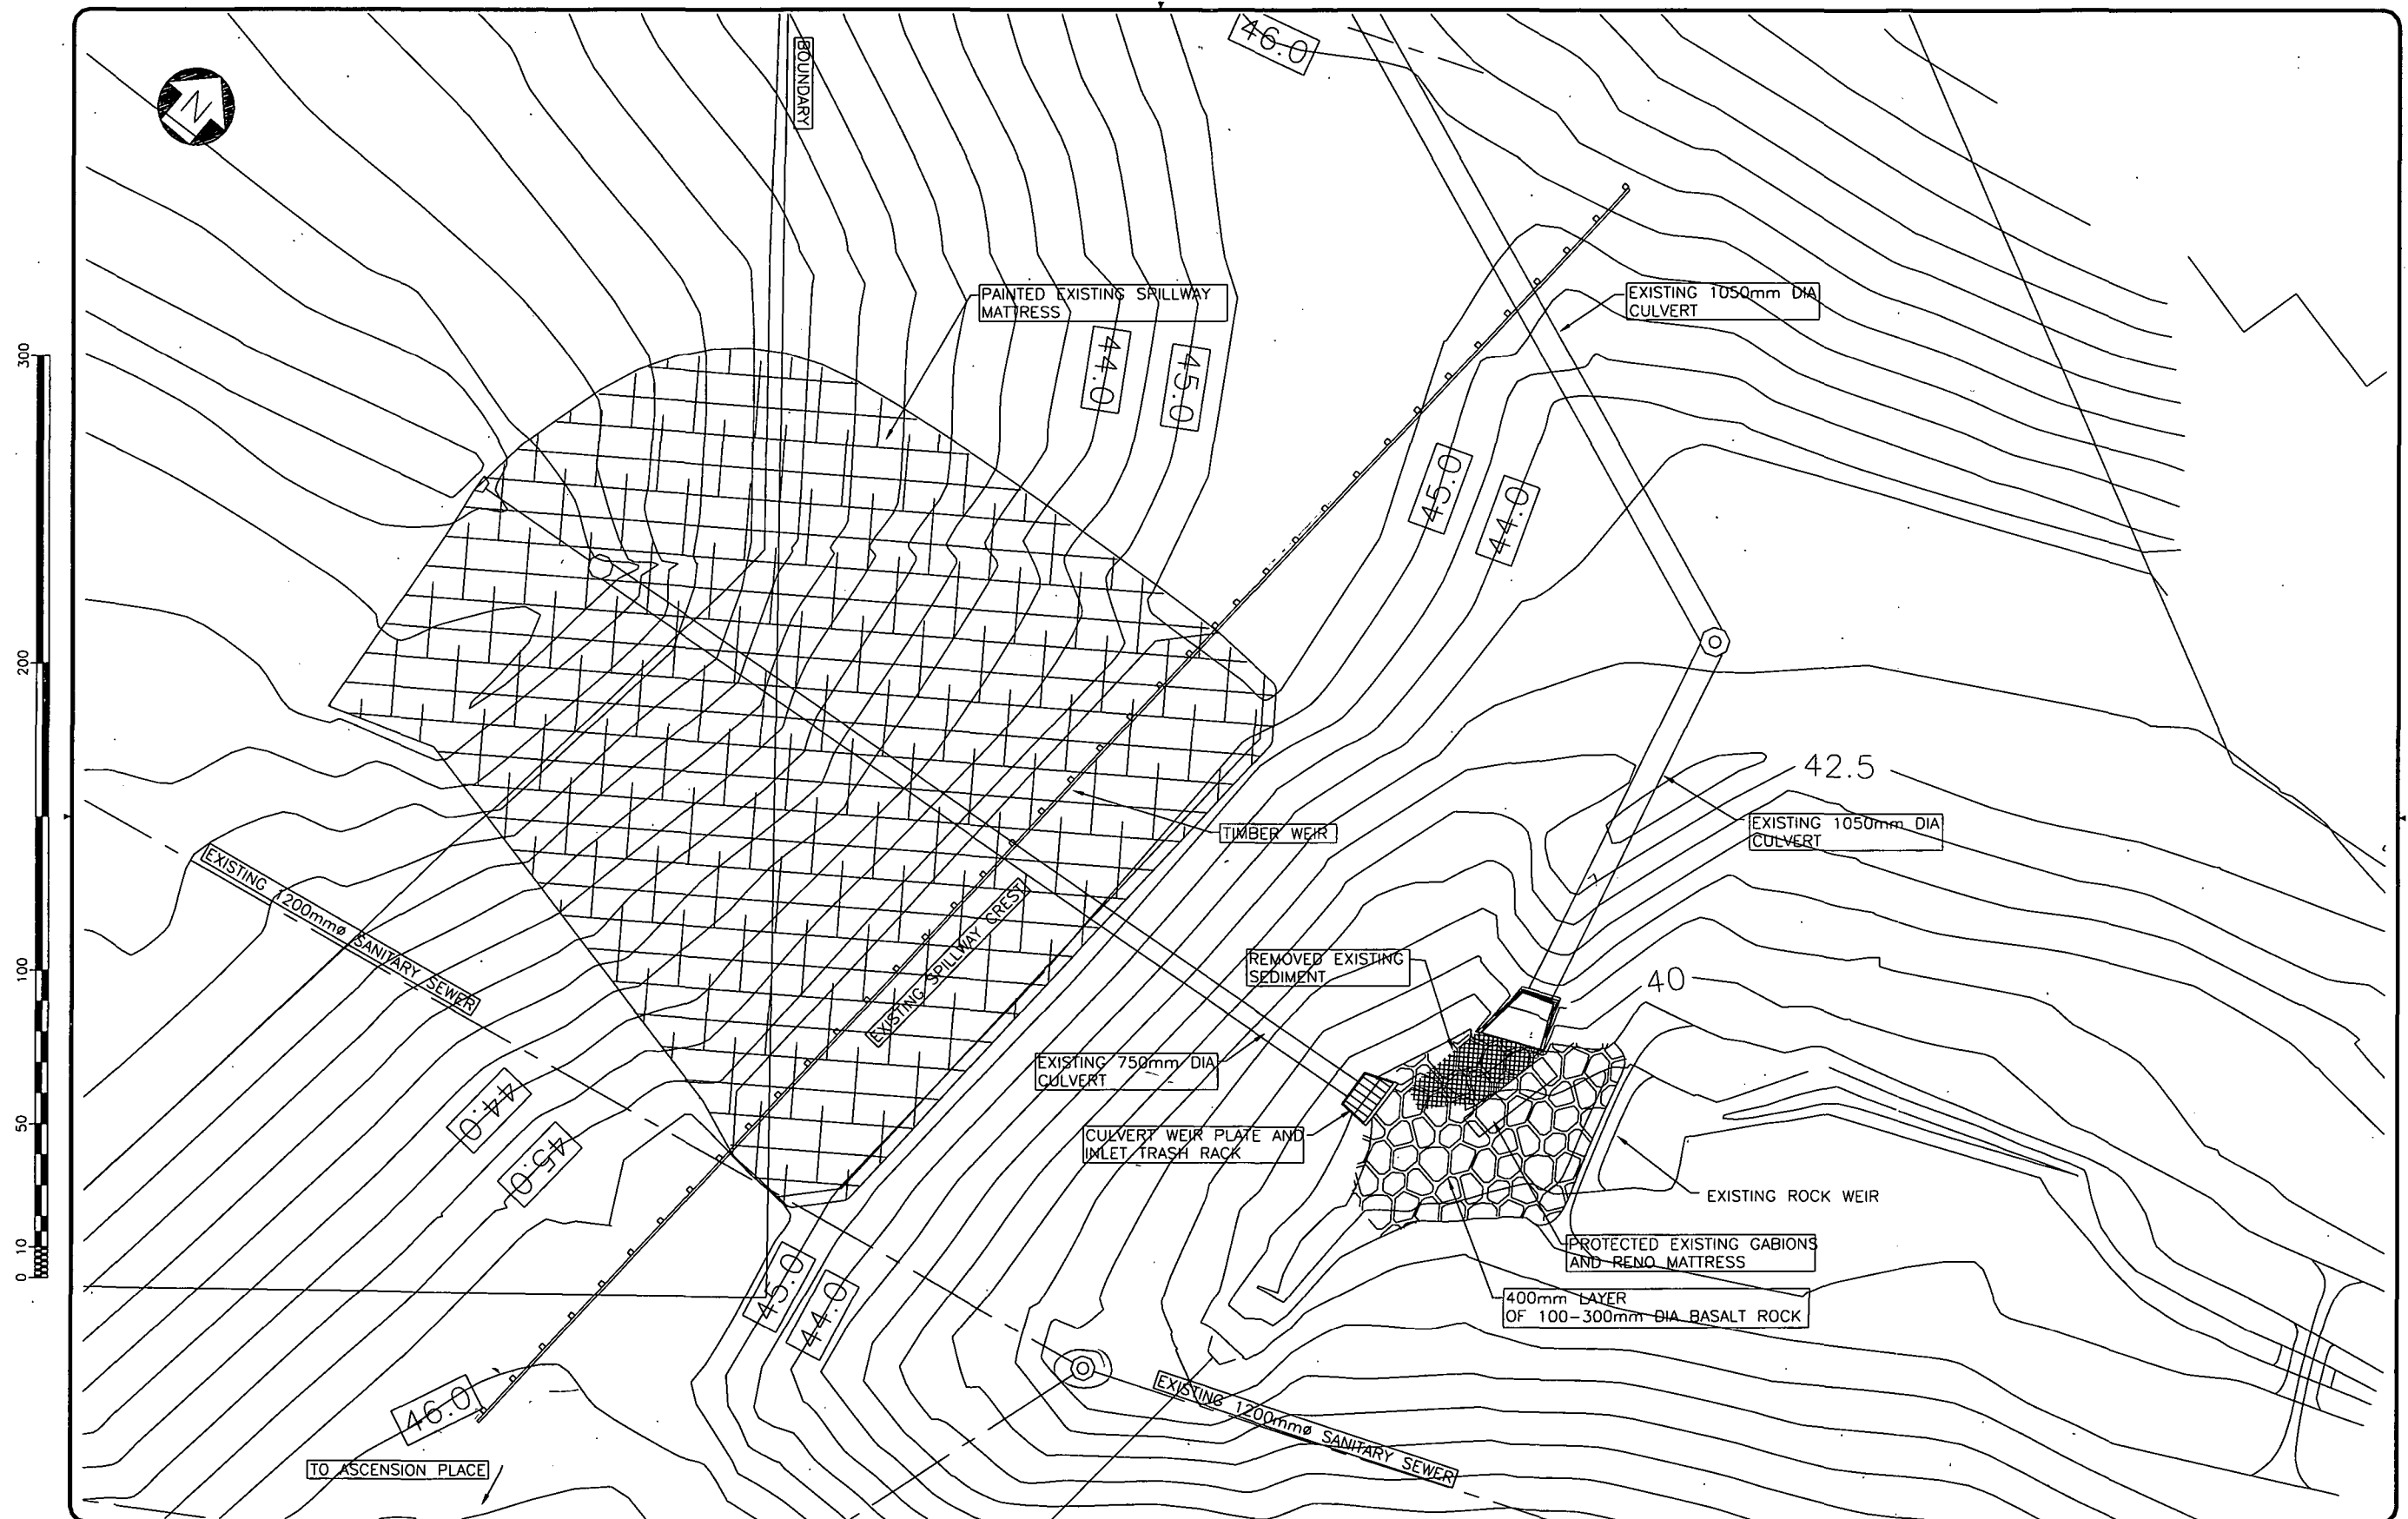 46.0
BOUNDARY
N
PAINTED EXISTING SPILLWAY
MATTRESS
EXISTING 1050mm DIA
CULVERT
44.0
45.0
300
45.0
44.0
200
42.5
EXISTING 1050mm DIA
CULVERT
TIMBER WEIR
EXISTING 1200mmø SANITARY SEWER
EXISTING SPILLWAY CREST
REMOVED EXISTING
SEDIMENT
40
100
EXISTING 750mm DIA
CULVERT
44.0
45.0
50
CULVERT WEIR PLATE AND
INLET TRASH RACK
EXISTING ROCK WEIR
10
0
PROTECTED EXISTING GABIONS
AND RENO MATTRESS
45.0
44.0
400mm LAYER
OF 100-300mm DIA BASALT ROCK
46.0
EXISTING 1200mmø SANITARY SEWER
TO ASCENSION PLACE